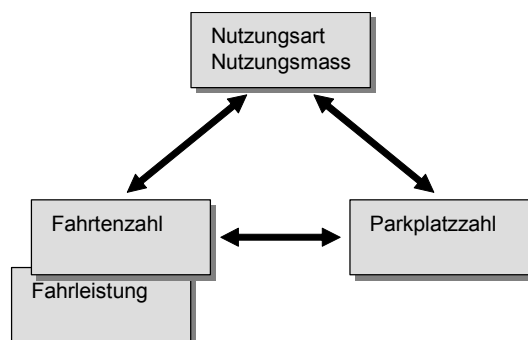 Nutzungsart
Nutzungsmass
Fahrtenzahl
Parkplatzzahl
Fahrleistung